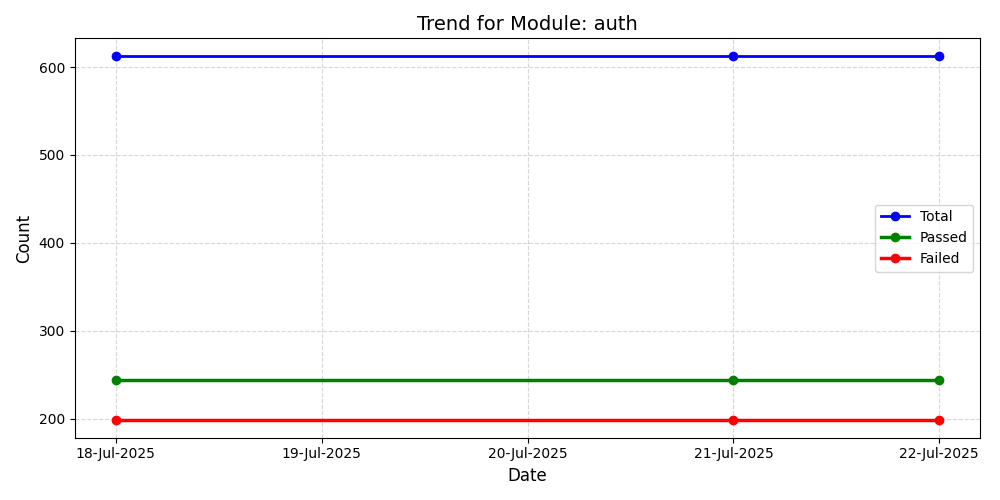 Trend for Module: auth
600
500
400
300
200
Count
Total
Passed
Failed
18-Jul-2025 19-Jul-2025 20-Jul-2025 21-Jul-2025 22-Jul-2025
Date